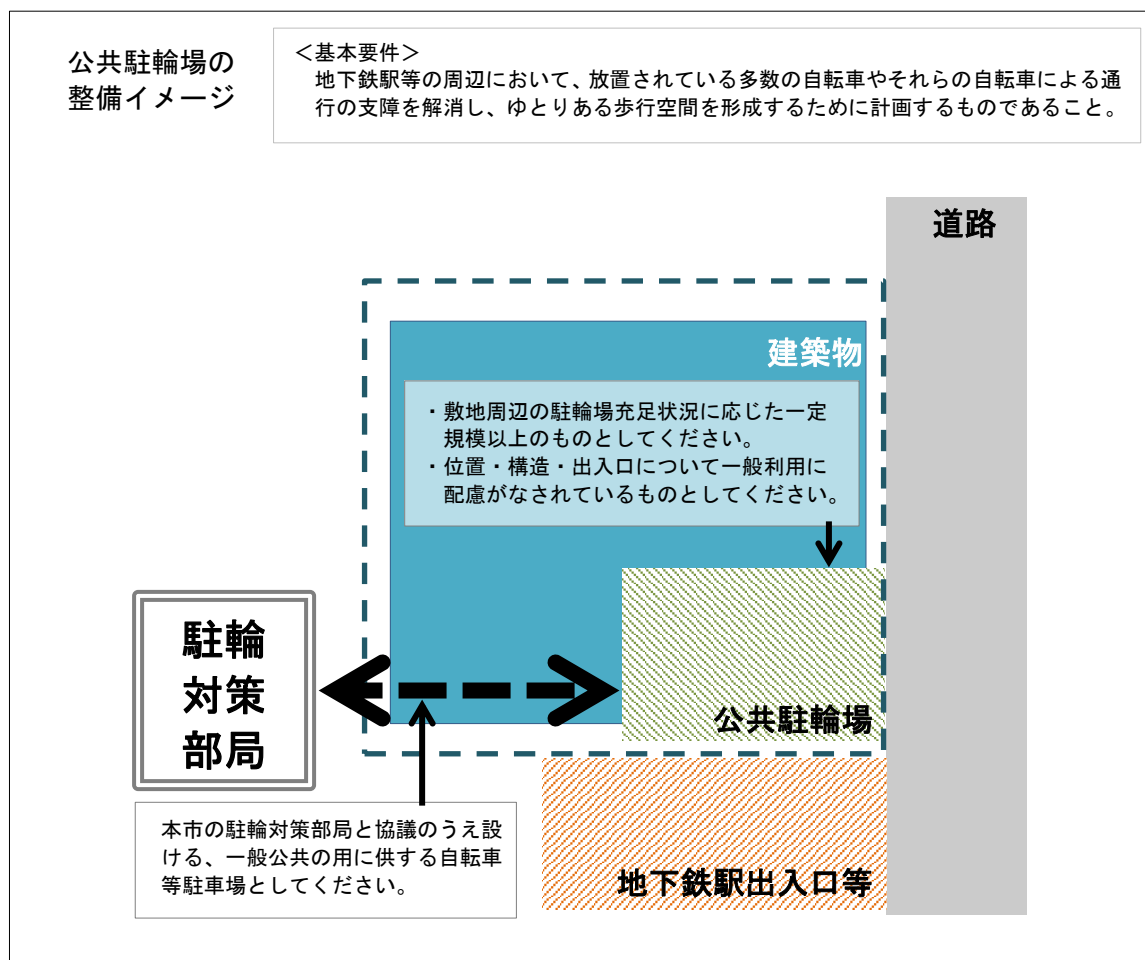 公共駐輪場の
整備イメージ
＜基本要件＞
地下鉄駅等の周辺において、放置されている多数の自転車やそれらの自転車による通
行の支障を解消し、ゆとりある歩行空間を形成するために計画するものであること。
道路
建築物
・敷地周辺の駐輪場充足状況に応じた一定
規模以上のものとしてください。
・位置・構造・出入口について一般利用に
配慮がなされているものとしてください。
駐輪
対策
部局
公共駐輪場
本市の駐輪対策部局と協議のうえ設
ける、一般公共の用に供する自転車
等駐車場としてください。
地下鉄駅出入口等